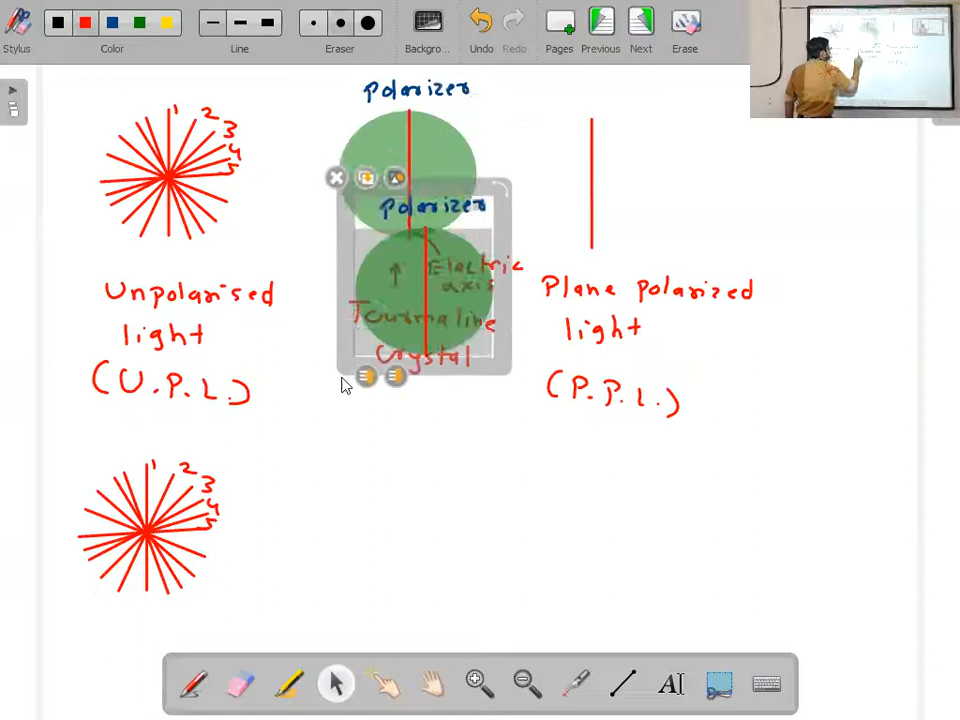 Stylus
Color
Line
Eraser
Backgro...
Undo
Redo
Pages
Previous
Next
Erase
polarizer
1
2
3
4
5
polarizer
Electric
axis
Tourmaline
Crystal
Unpolarised
light
(U.P.L.)
Plane polarized
light
(P.P.L.)
1
2
3
4
5
A